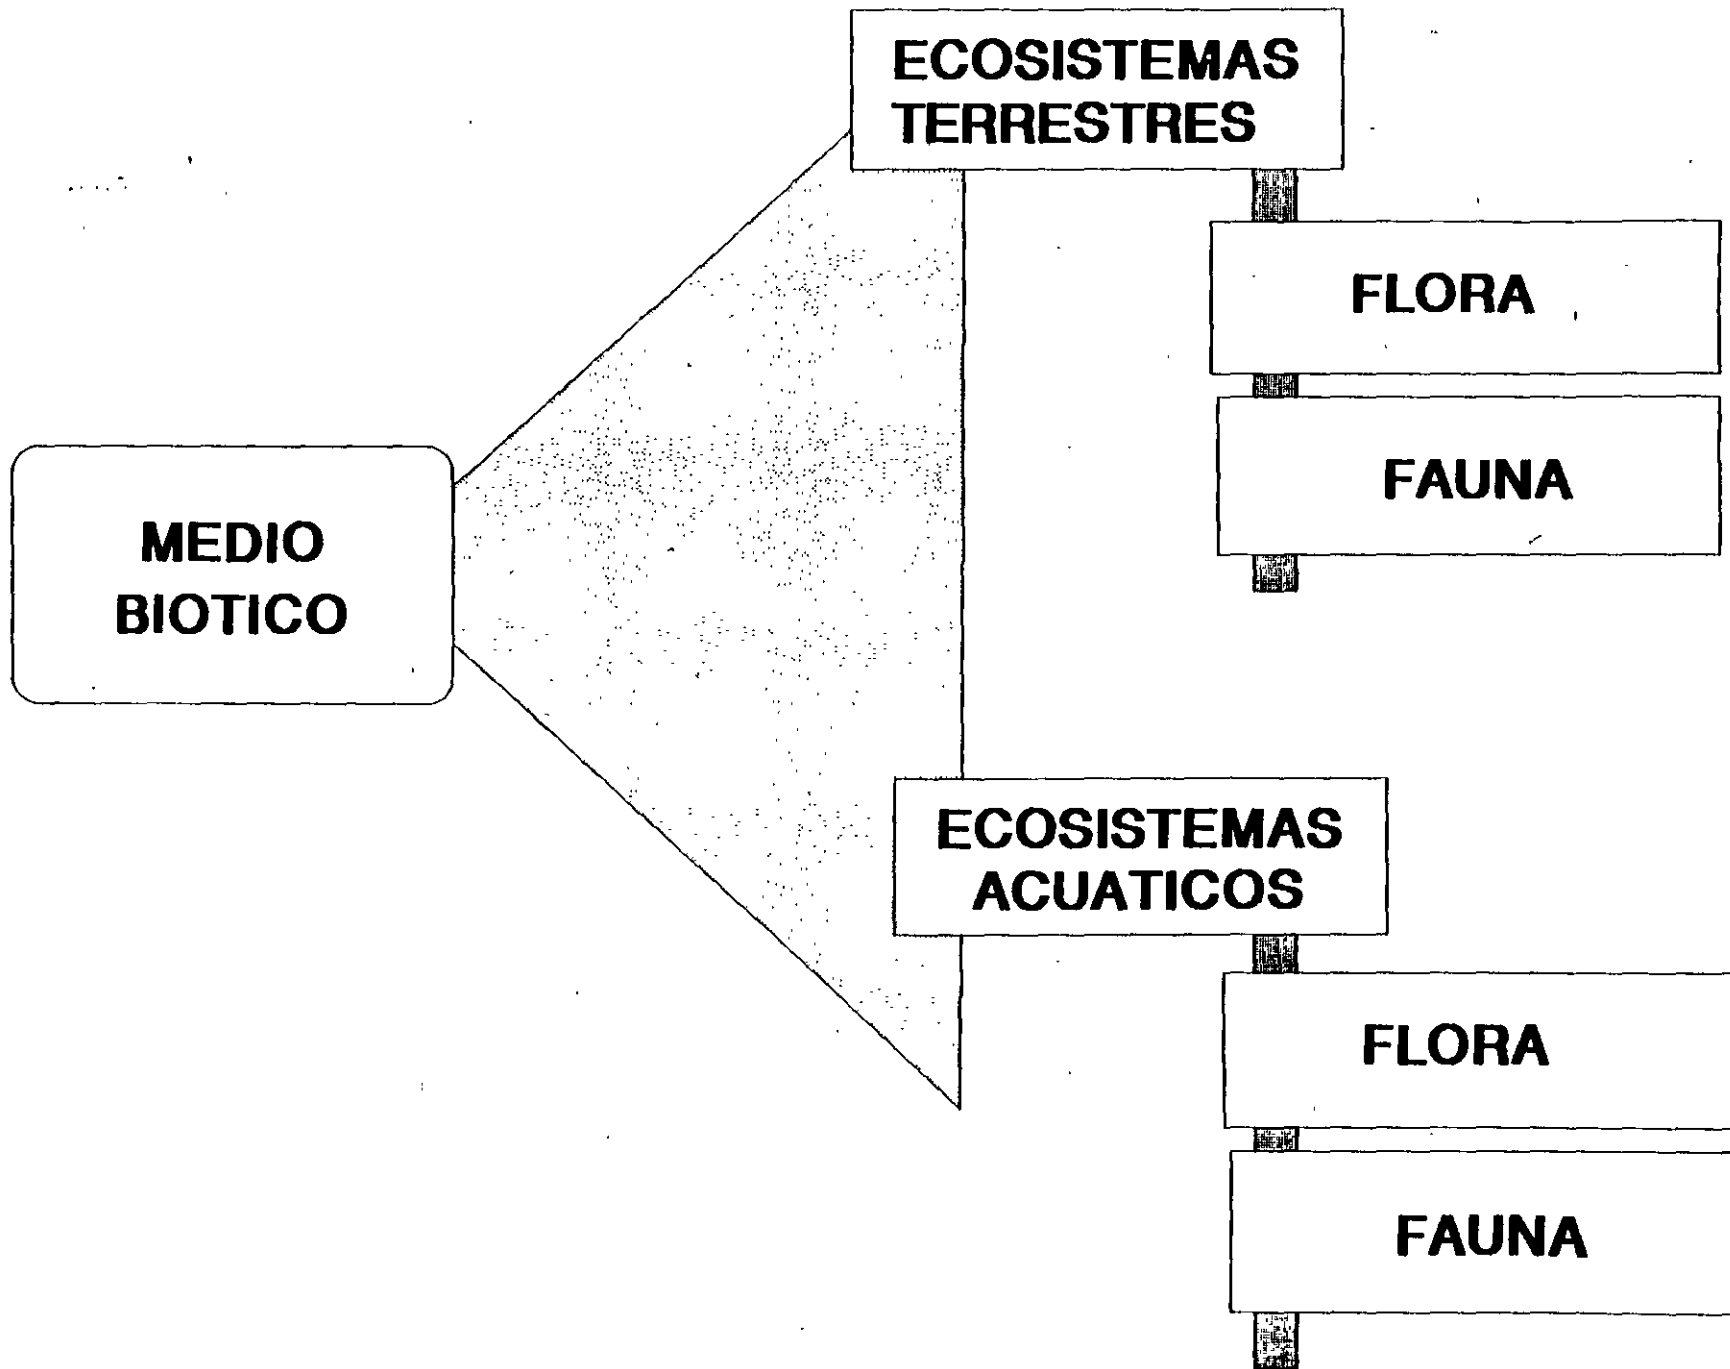 ECOSISTEMAS
TERRESTRES
FLORA
FAUNA
MEDIO
BIOTICO
ECOSISTEMAS
ACUATICOS
FLORA
FAUNA